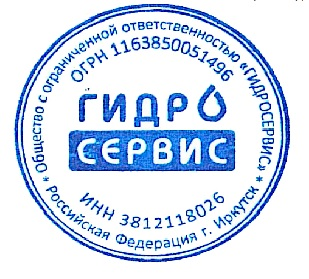 * Общество с ограниченной ответственностью «ГИДРОСЕРВИС» *
ОГРН 1163850051496
ГИДРО
СЕРВИС
ИНН 3812118026
Российская Федерация г. Иркутск